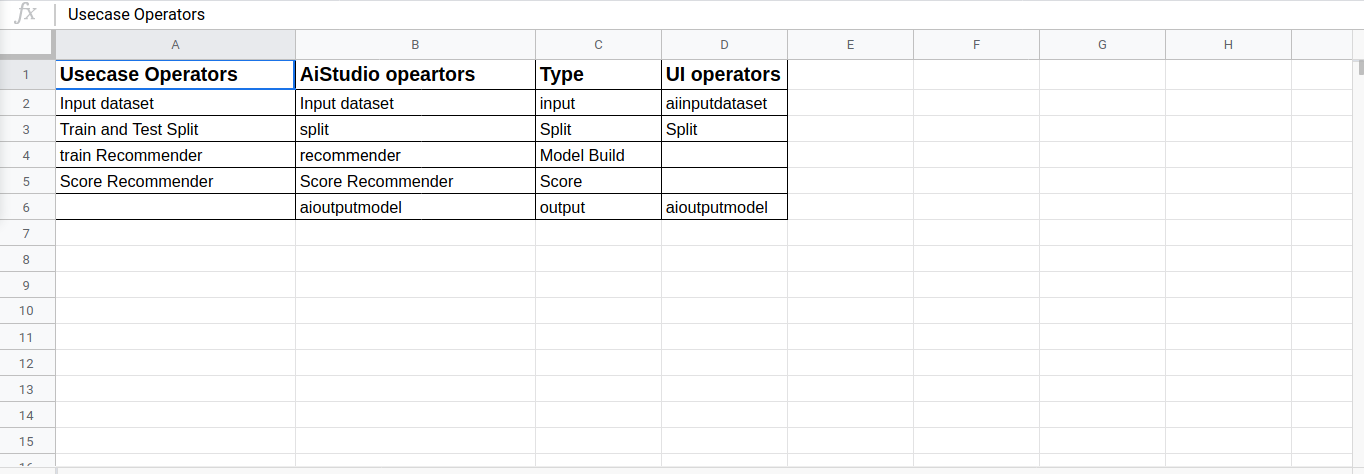 fx Usecase Operators
A B C D E F G H
1 Usecase Operators AiStudio opeartors Type UI operators
2 Input dataset Input dataset input aiinputdataset
3 Train and Test Split split Split Split
4 train Recommender recommender Model Build
5 Score Recommender Score Recommender Score
6 aioutputmodel output aioutputmodel
7
8
9
10
11
12
13
14
15
16